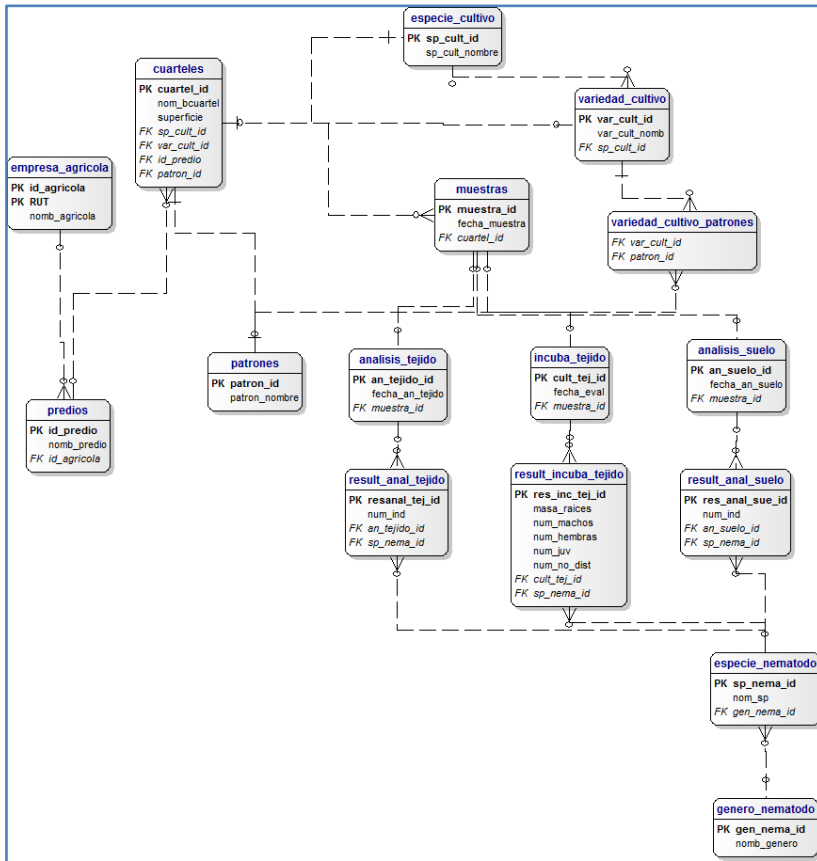 especie_cultivo
PK sp_cult_id
sp_cult_nombre
cuarteles
PK cuartel_id
nom_bcuartel
superficie
FK sp_cult_id
FK var_cult_id
FK id_predio
FK patron_id
variedad_cultivo
PK var_cult_id
var_cult_nomb
FK sp_cult_id
empresa_agricola
PK id_agricola
PK RUT
nomb_agricola
muestras
PK muestra_id
fecha_muestra
FK cuartel_id
variedad_cultivo_patrones
FK var_cult_id
FK patron_id
patrones
PK patron_id
patron_nombre
analisis_tejido
PK an_tejido_id
fecha_an_tejido
FK muestra_id
incuba_tejido
PK cult_tej_id
fecha_eval
FK muestra_id
analisis_suelo
PK an_suelo_id
fecha_an_suelo
FK muestra_id
predios
PK id_predio
nomb_predio
FK id_agricola
result_anal_tejido
PK resanal_tej_id
num_ind
FK an_tejido_id
FK sp_nema_id
result_incuba_tejido
PK res_inc_tej_id
masa_raices
num_machos
num_hembras
num_juv
num_no_dist
FK cult_tej_id
FK sp_nema_id
result_anal_suelo
PK res_anal_sue_id
num_ind
FK an_suelo_id
FK sp_nema_id
especie_nematodo
PK sp_nema_id
nom_sp
FK gen_nema_id
genero_nematodo
PK gen_nema_id
nomb_genero